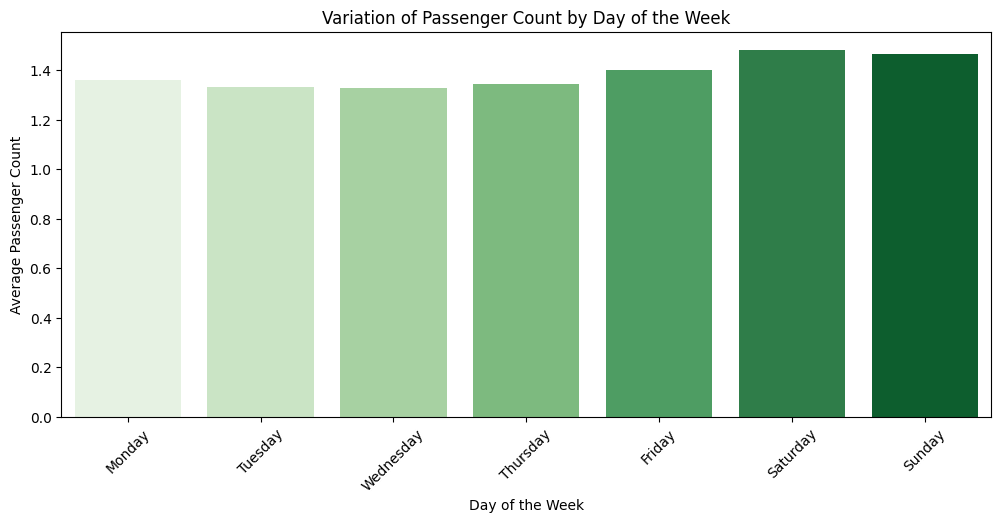 Variation of Passenger Count by Day of the Week
Average Passenger Count
1.4
1.2
1.0
0.8
0.6
0.4
0.2
0.0
Monday
Tuesday
Wednesday
Thursday
Friday
Saturday
Sunday
Day of the Week